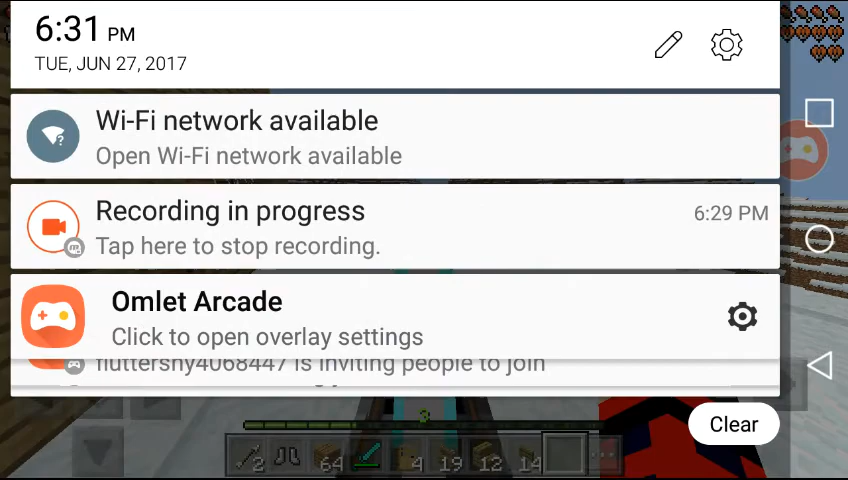 6:31 PM
TUE, JUN 27, 2017
Wi-Fi network available
Open Wi-Fi network available
Recording in progress
6:29 PM
Tap here to stop recording.
Omlet Arcade
Click to open overlay settings
fluttershy4068447 is inviting people to join
Clear
2 64 4 19 12 14